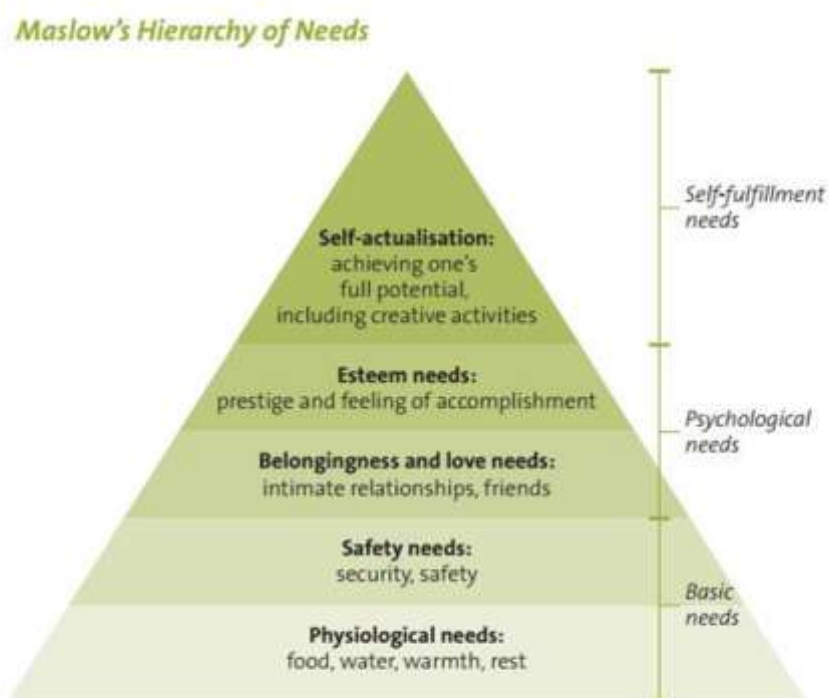 Maslow's Hierarchy of Needs
Self-actualisation:
achieving one's
full potential,
including creative activities
Self-fulfillment
needs
Esteem needs:
prestige and feeling of accomplishment
Belongingness and love needs:
intimate relationships, friends
Psychological
needs
Safety needs:
security, safety
Physiological needs:
food, water, warmth, rest
Basic
needs